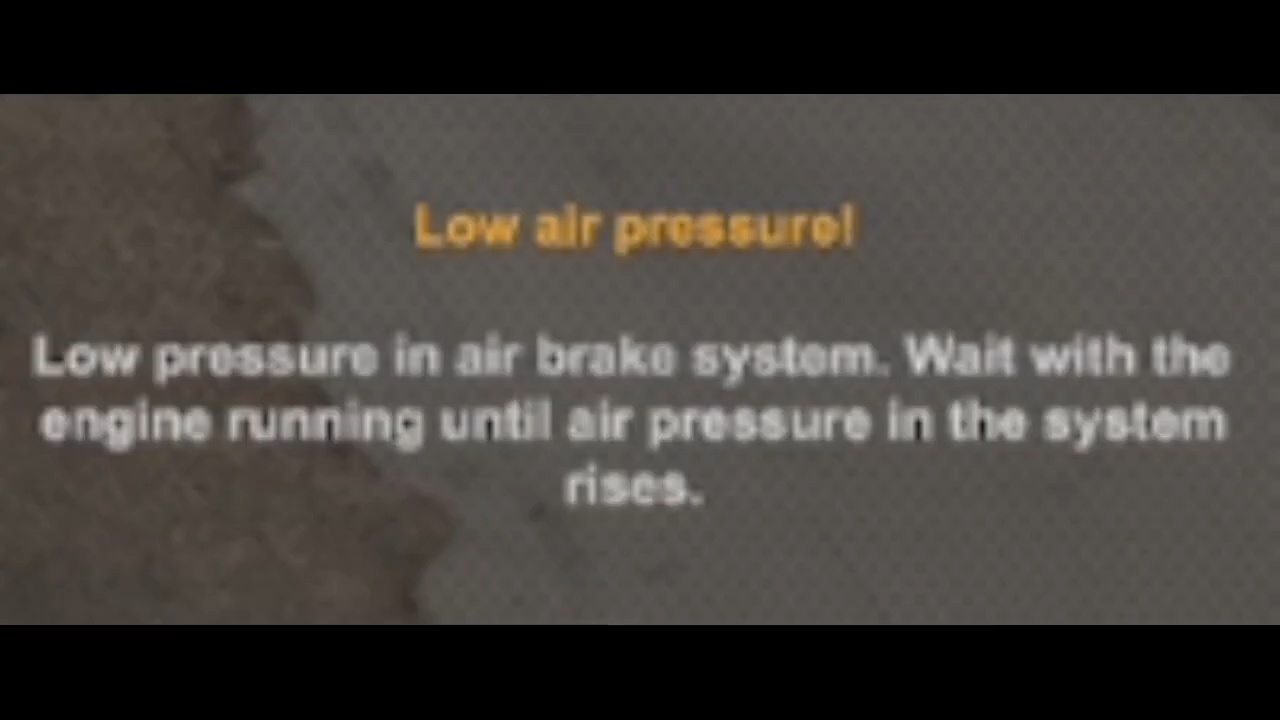 Low air pressure!
Low pressure in air brake system. Wait with the
engine running until air pressure in the system
rises.